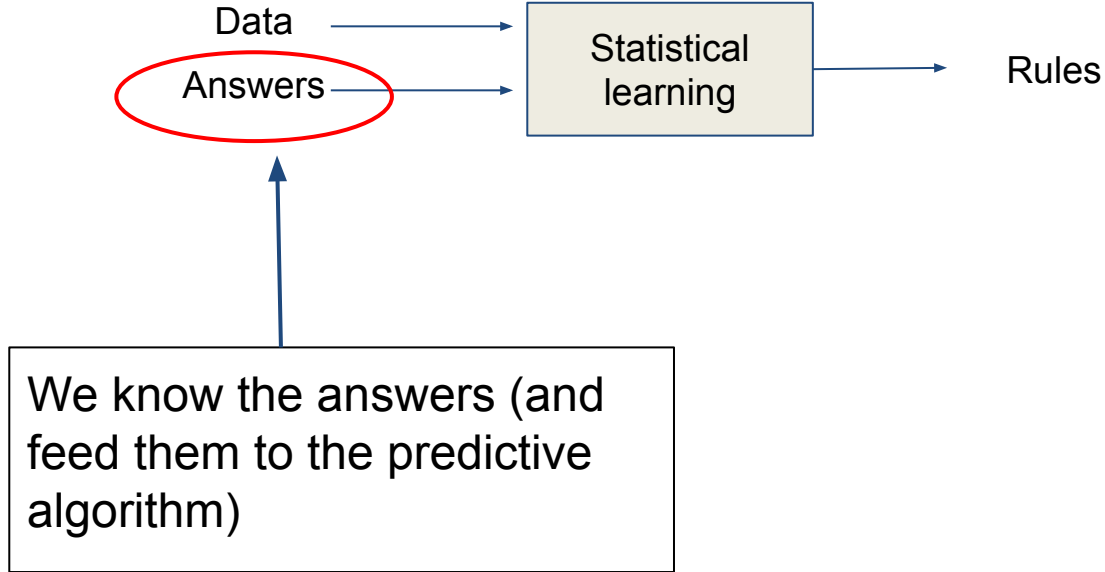 Data
Answers
Statistical
learning
Rules
We know the answers (and
feed them to the predictive
algorithm)